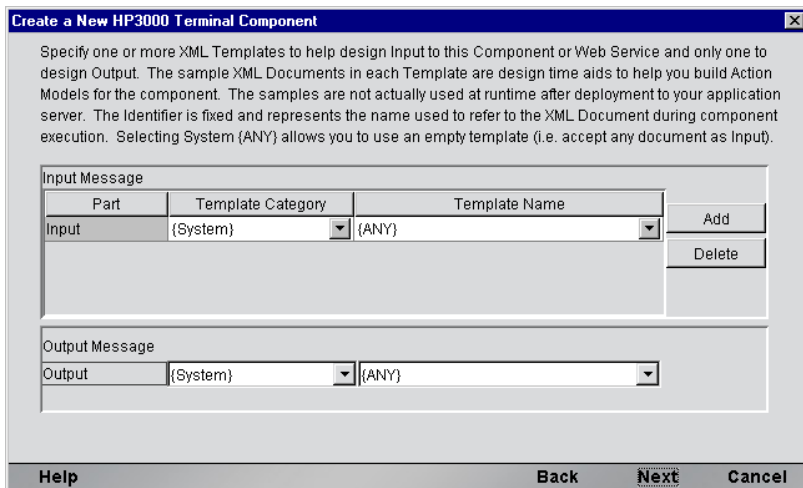 Create a New HP3000 Terminal Component
Specify one or more XML Templates to help design Input to this Component or Web Service and only one to
design Output. The sample XML Documents in each Template are design time aids to help you build Action
Models for the component. The samples are not actually used at runtime after deployment to your application
server. The Identifier is fixed and represents the name used to refer to the XML Document during component
execution. Selecting System {ANY} allows you to use an empty template (i.e. accept any document as Input).
Input Message
Part Template Category Template Name
Input {System} {ANY}
Add
Delete
Output Message
Output {System} {ANY}
Help Back Next Cancel